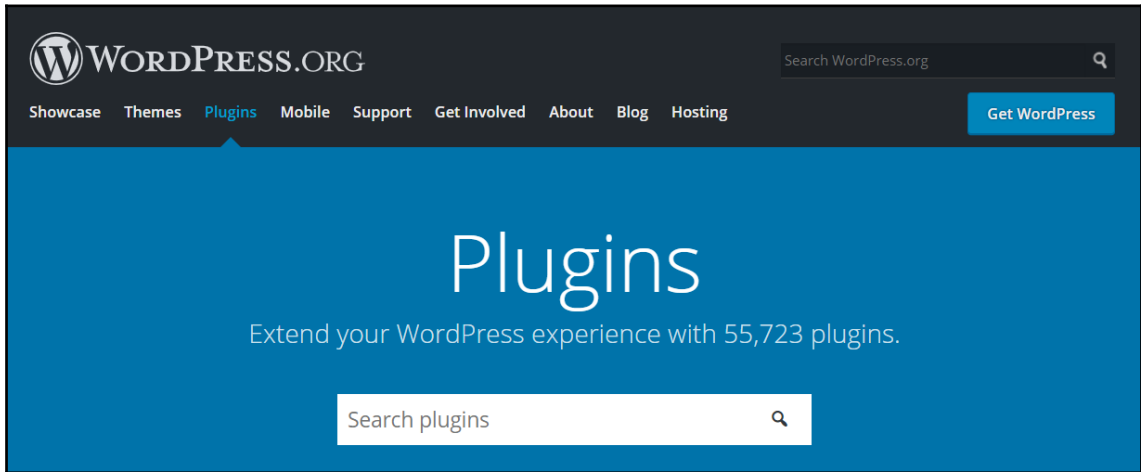 WORDPRESS.ORG
Search WordPress.org
Showcase Themes Plugins Mobile Support Get Involved About Blog Hosting
Get WordPress
Plugins
Extend your WordPress experience with 55,723 plugins.
Search plugins